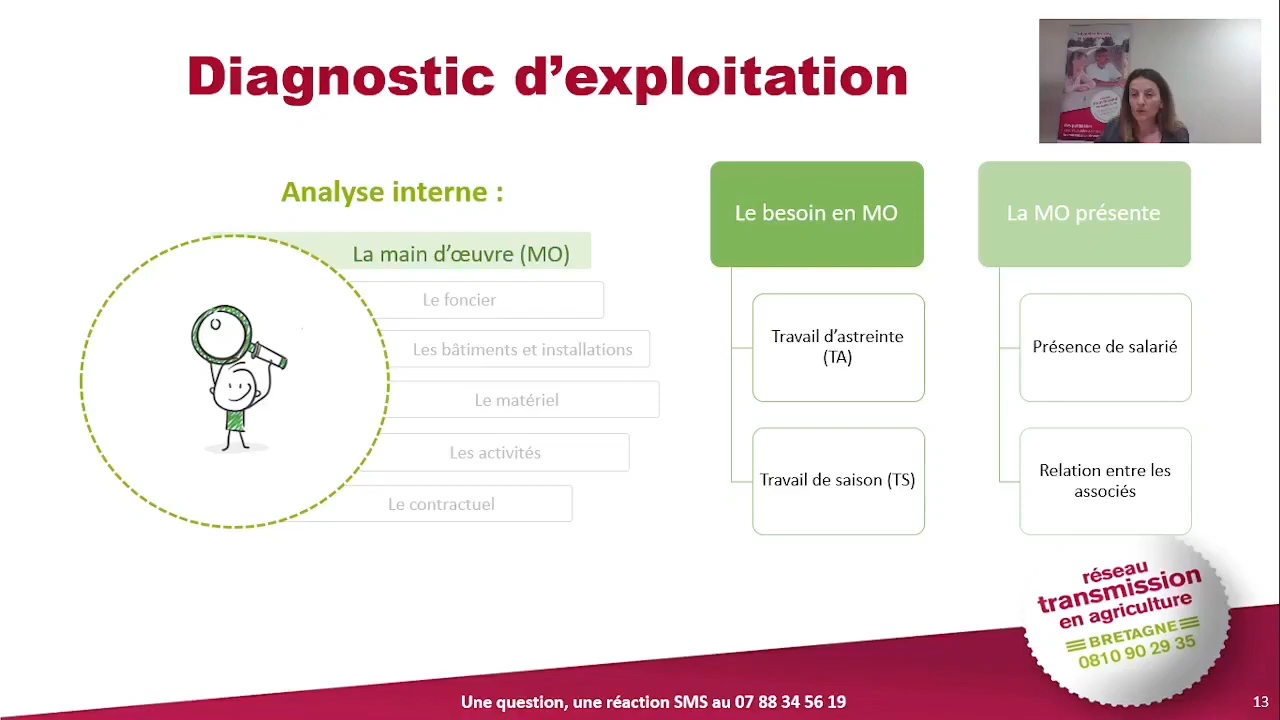 Diagnostic d’exploitation
Analyse interne :
La main d’œuvre (MO)
Le foncier
Les bâtiments et installations
Le matériel
Les activités
Le contractuel
Le besoin en MO
Travail d’astreinte
(TA)
Travail de saison (TS)
La MO présente
Présence de salarié
Relation entre les
associés
réseau
transmission
en agriculture
BRETAGNE
0810 90 29 35
Une question, une réaction SMS au 07 88 34 56 19
13